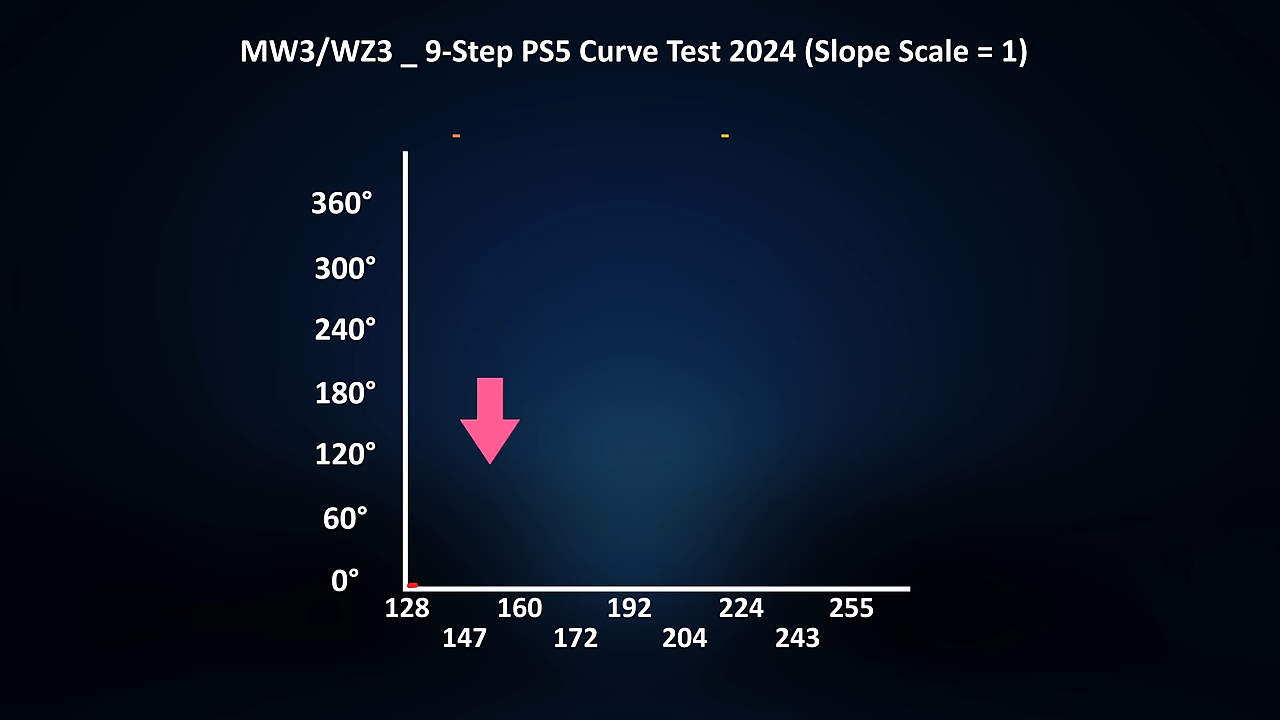 MW3/WZ3 _ 9-Step PS5 Curve Test 2024 (Slope Scale = 1)
360°
300°
240°
180°
120°
60°
0°
128 160 192 224 255
147 172 204 243